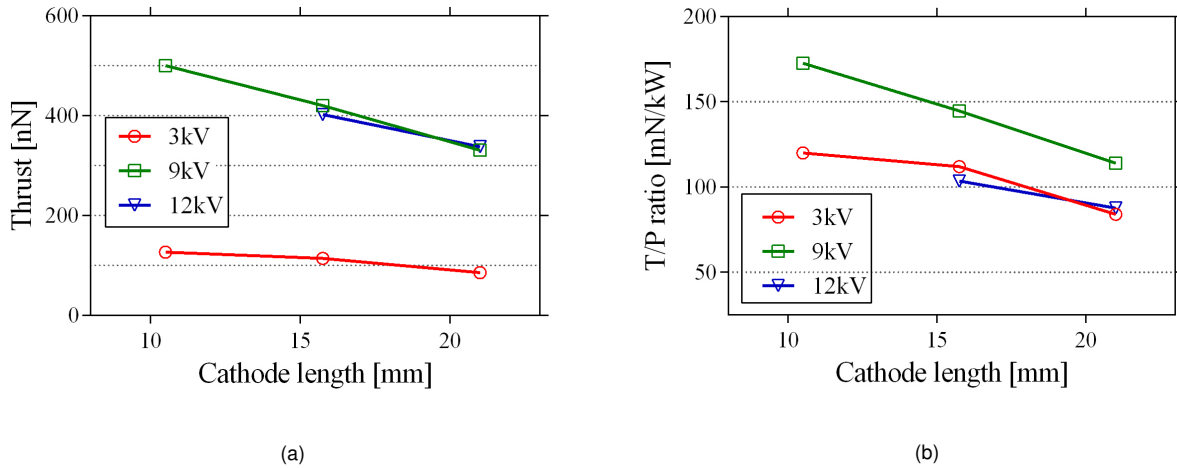 600
400
200
0
Thrust [nN]
3kV
9kV
12kV
10
15
20
Cathode length [mm]
(a)
200
150
100
50
T/P ratio [mN/kW]
3kV
9kV
12kV
10
15
20
Cathode length [mm]
(b)